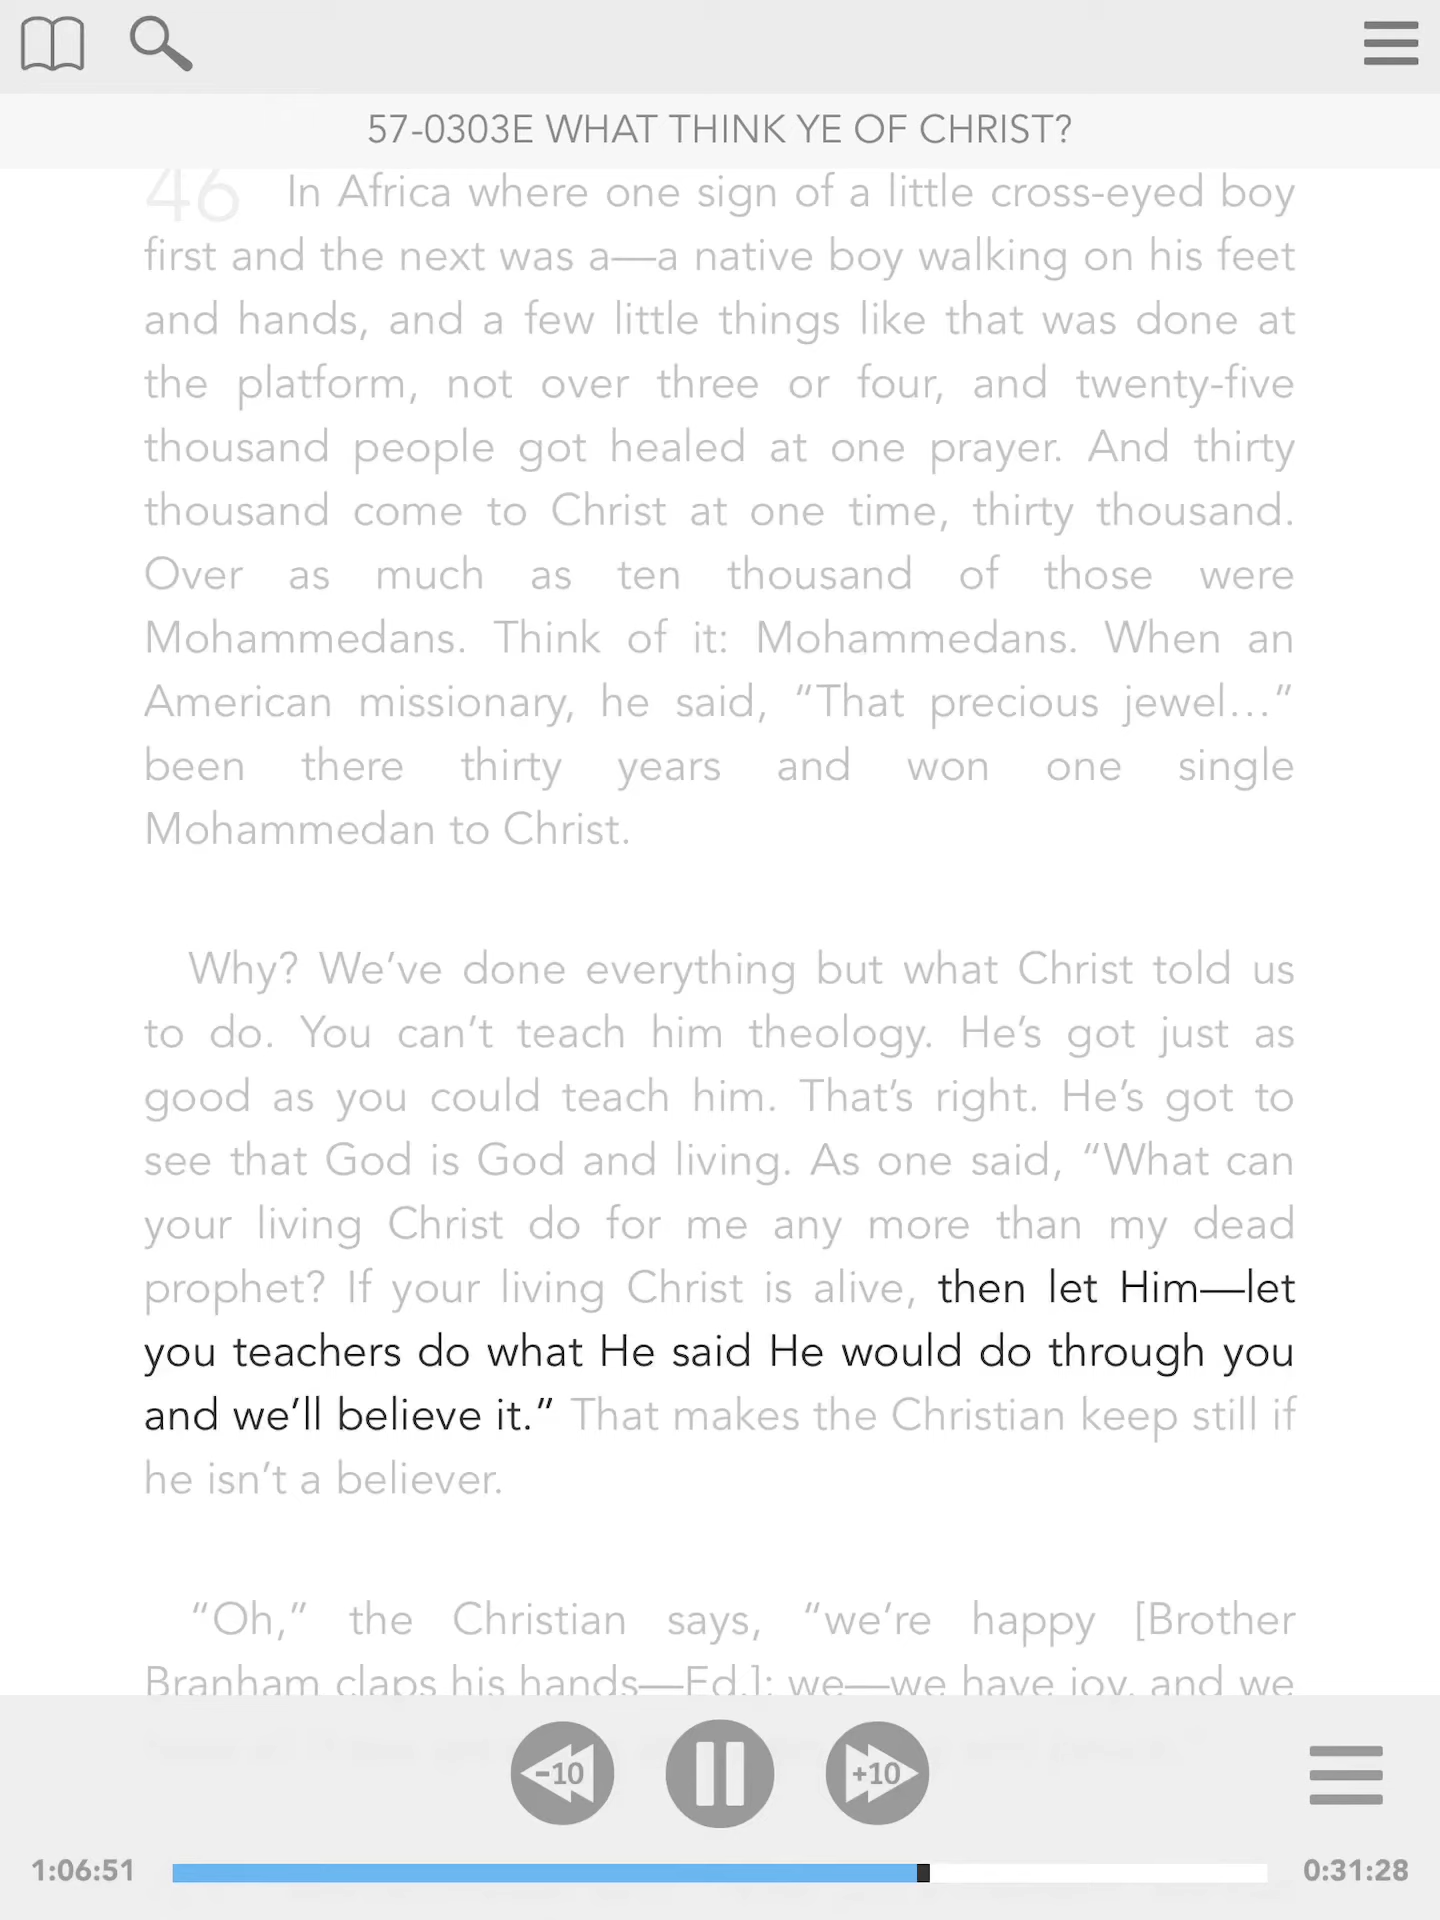 57-0303E WHAT THINK YE OF CHRIST?
46 In Africa where one sign of a little cross-eyed boy
first and the next was a—a native boy walking on his feet
and hands, and a few little things like that was done at
the platform, not over three or four, and twenty-five
thousand people got healed at one prayer. And thirty
thousand come to Christ at one time, thirty thousand.
Over as much as ten thousand of those were
Mohammedans. Think of it: Mohammedans. When an
American missionary, he said, “That precious jewel…”
been there thirty years and won one single
Mohammedan to Christ.
Why? We’ve done everything but what Christ told us
to do. You can’t teach him theology. He’s got just as
good as you could teach him. That’s right. He’s got to
see that God is God and living. As one said, “What can
your living Christ do for me any more than my dead
prophet? If your living Christ is alive, then let Him—let
you teachers do what He said He would do through you
and we’ll believe it.” That makes the Christian keep still if
he isn’t a believer.
“Oh,” the Christian says, “we’re happy [Brother
Branham claps his hands—Ed.]; we—we have joy, and we
-10 +10
1:06:51 0:31:28